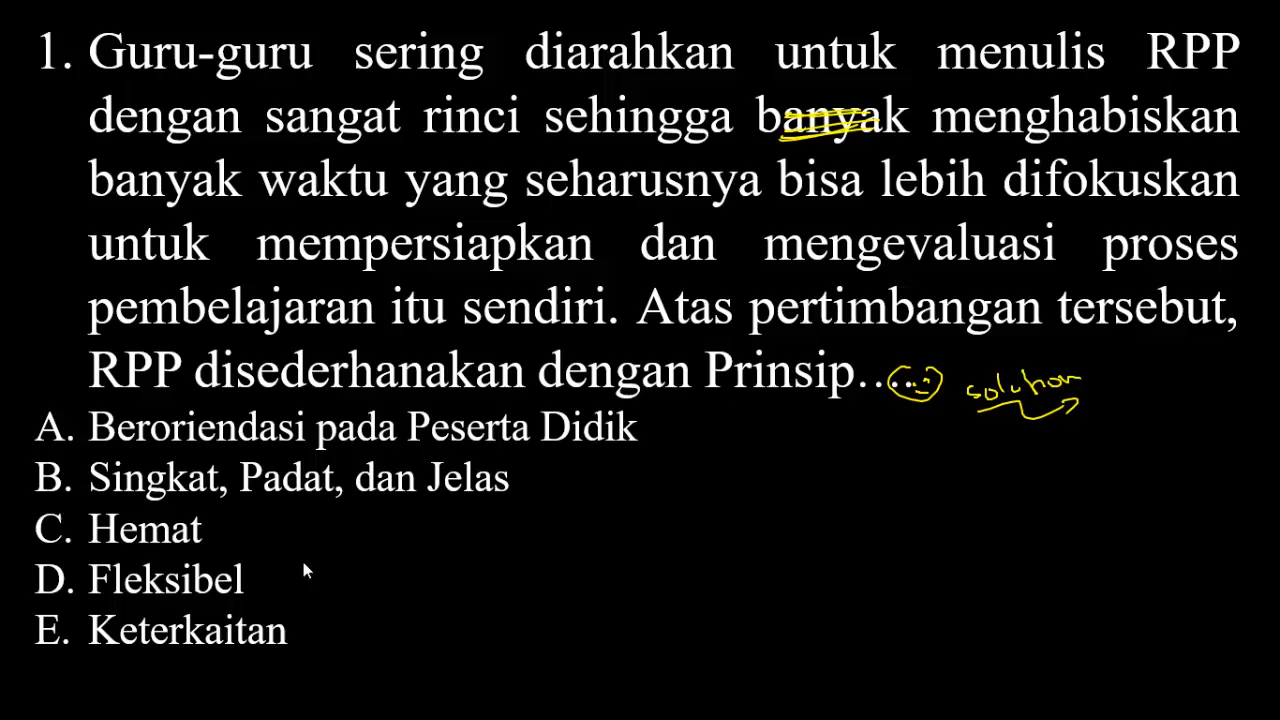 1. Guru-guru sering diarahkan untuk menulis RPP
dengan sangat rinci sehingga banyak menghabiskan
banyak waktu yang seharusnya bisa lebih difokuskan
untuk mempersiapkan dan mengevaluasi proses
pembelajaran itu sendiri. Atas pertimbangan tersebut,
RPP disederhanakan dengan Prinsip..... solution
A. Beroriendasi pada Peserta Didik
B. Singkat, Padat, dan Jelas
C. Hemat
D. Fleksibel
E. Keterkaitan